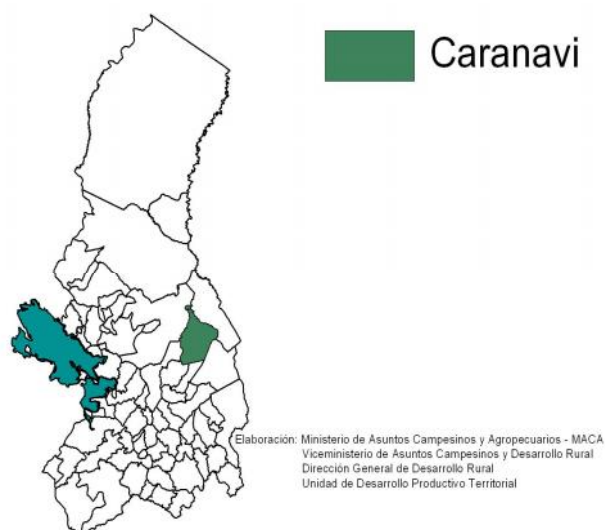 Caranavi
Elaboración: Ministerio de Asuntos Campesinos y Agropecuarios - MACA
Viceministerio de Asuntos Campesinos y Desarrollo Rural
Dirección General de Desarrollo Rural
Unidad de Desarrollo Productivo Territorial